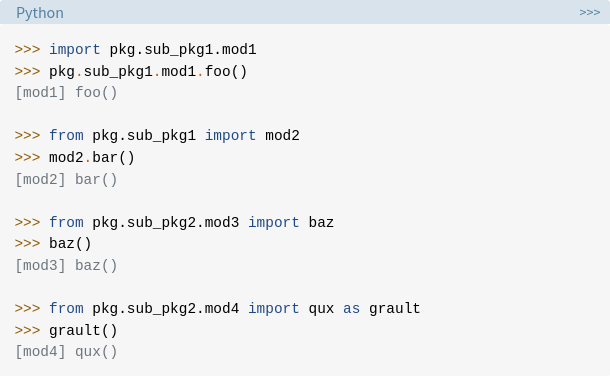 Python >>>
>>> import pkg.sub_pkg1.mod1
>>> pkg.sub_pkg1.mod1.foo()
[mod1] foo()
>>> from pkg.sub_pkg1 import mod2
>>> mod2.bar()
[mod2] bar()
>>> from pkg.sub_pkg2.mod3 import baz
>>> baz()
[mod3] baz()
>>> from pkg.sub_pkg2.mod4 import qux as grault
>>> grault()
[mod4] qux()